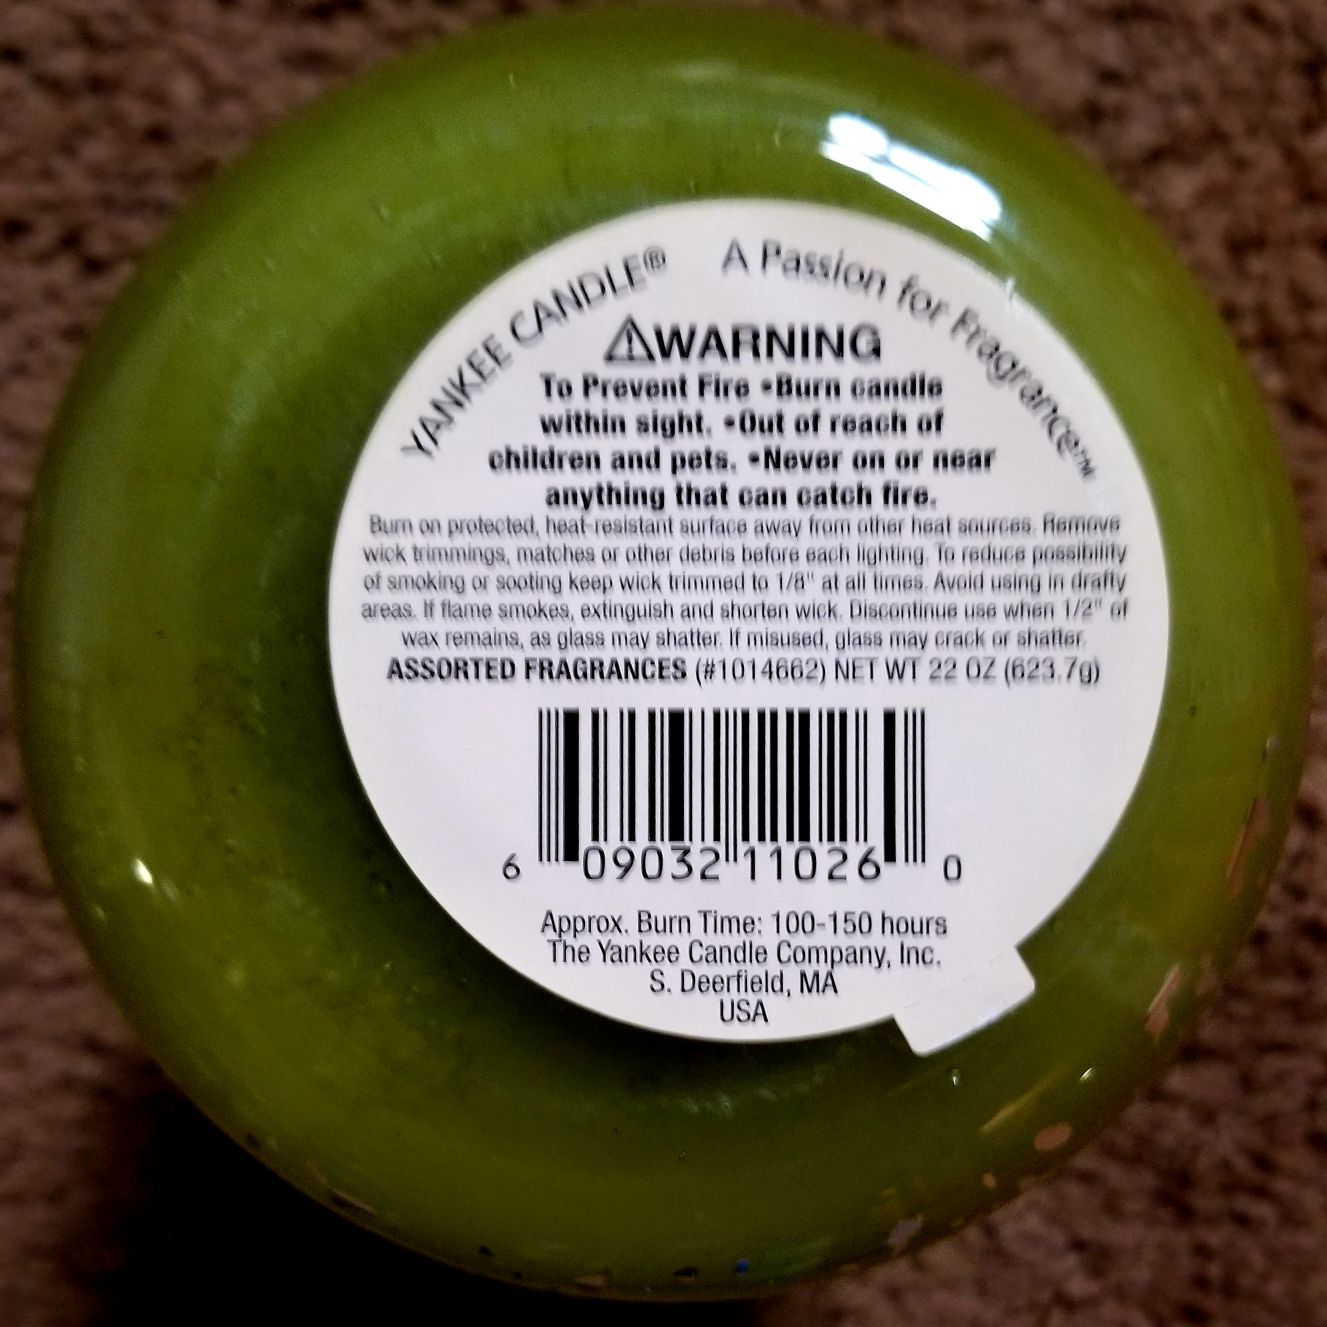 YANKEE CANDLE® A Passion for Fragrance™
⚠WARNING
To Prevent Fire •Burn candle
within sight. •Out of reach of
children and pets. •Never on or near
anything that can catch fire.
Burn on protected, heat-resistant surface away from other heat sources. Remove
wick trimmings, matches or other debris before each lighting. To reduce possibility
of smoking or sooting keep wick trimmed to 1/8" at all times. Avoid using in drafty
areas. If flame smokes, extinguish and shorten wick. Discontinue use when 1/2" of
wax remains, as glass may shatter. If misused, glass may crack or shatter.
ASSORTED FRAGRANCES (#1014662) NET WT 22 OZ (623.7g)
6 09032 11026 0
Approx. Burn Time: 100-150 hours
The Yankee Candle Company, Inc.
S. Deerfield, MA
USA